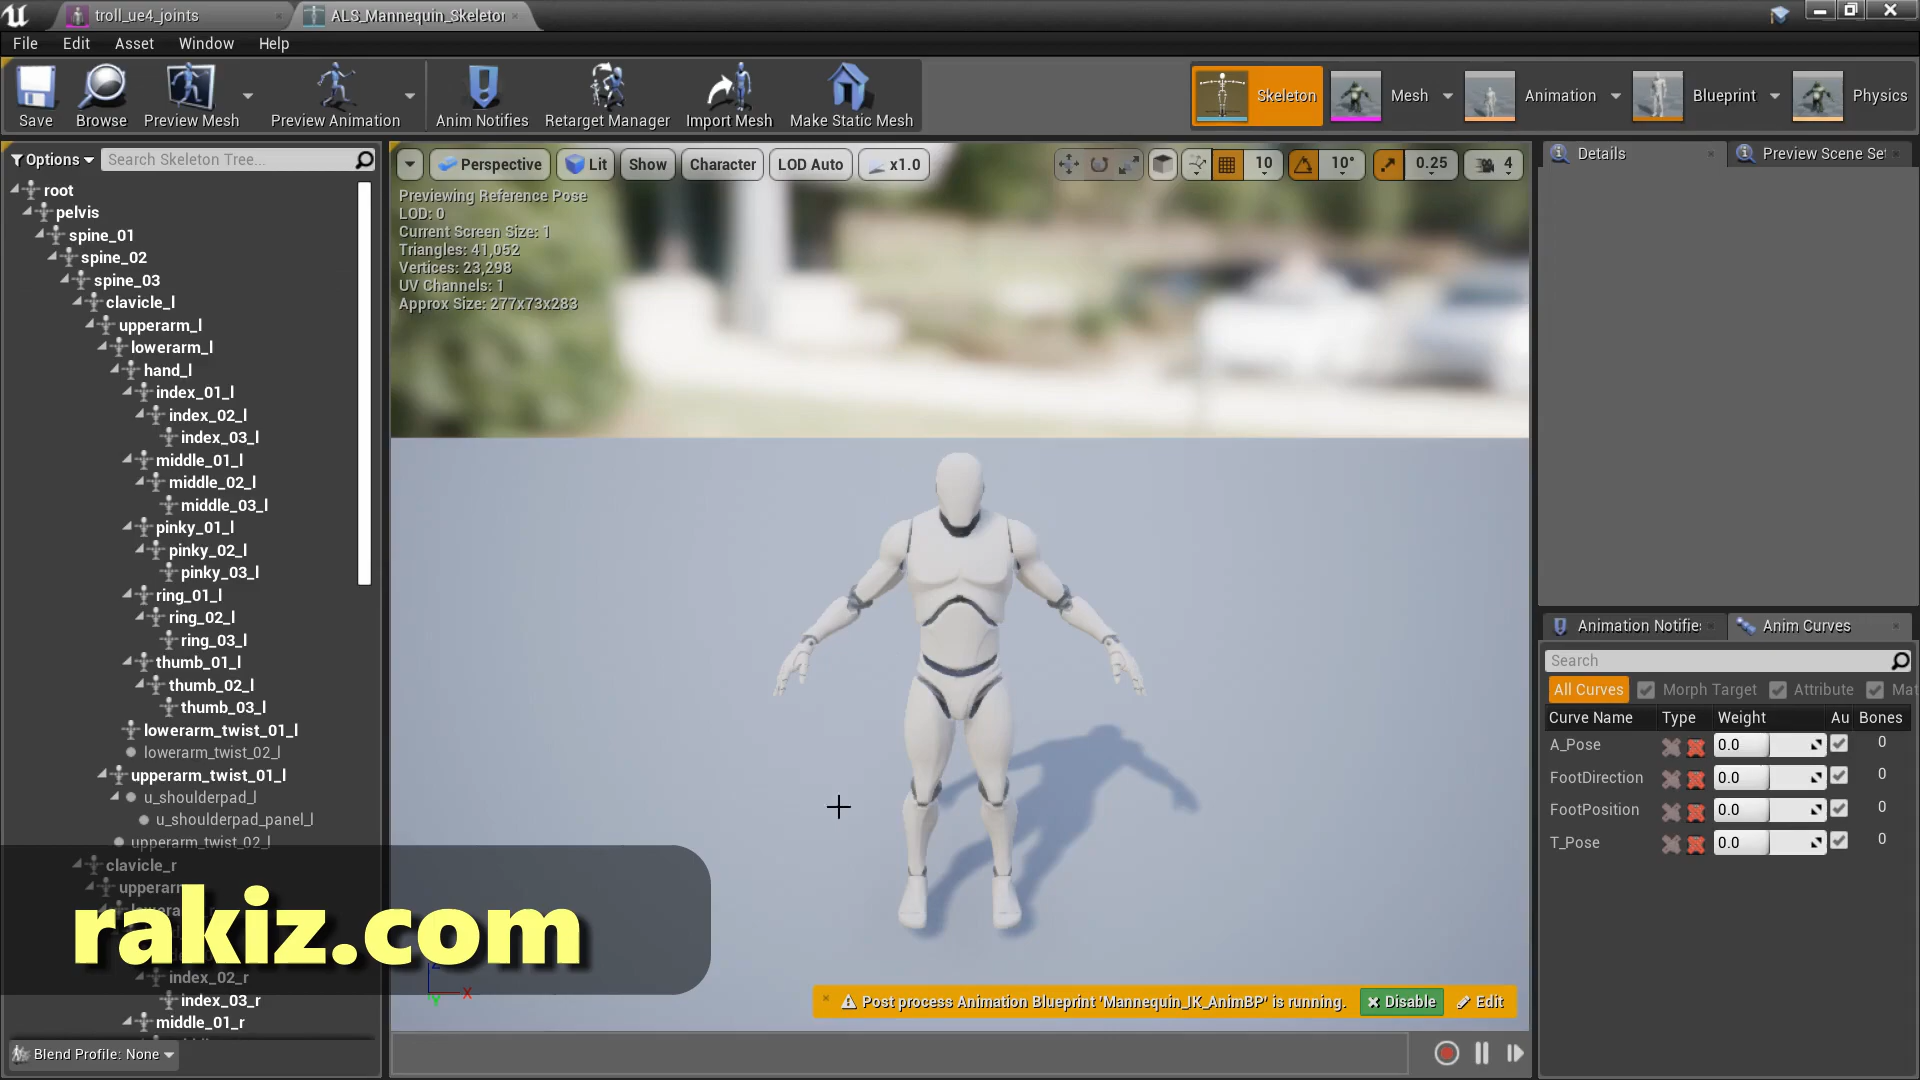 troll_ue4_joints
ALS_Mannequin_Skeleton
File Edit Asset Window Help
Save Browse Preview Mesh Preview Animation Anim Notifies Retarget Manager Import Mesh Make Static Mesh
Skeleton Mesh Animation Blueprint Physics
Options Search Skeleton Tree...
root
pelvis
spine_01
spine_02
spine_03
clavicle_l
upperarm_l
lowerarm_l
hand_l
index_01_l
index_02_l
index_03_l
middle_01_l
middle_02_l
middle_03_l
pinky_01_l
pinky_02_l
pinky_03_l
ring_01_l
ring_02_l
ring_03_l
thumb_01_l
thumb_02_l
thumb_03_l
lowerarm_twist_01_l
lowerarm_twist_02_l
upperarm_twist_01_l
u_shoulderpad_l
u_shoulderpad_panel_l
upperarm_twist_02_l
clavicle_r
rakiz.com
index_02_r
index_03_r
middle_01_r
Blend Profile: None
Perspective Lit Show Character LOD Auto x1.0
10 10° 0.25 4
Previewing Reference Pose
LOD: 0
Current Screen Size: 1
Triangles: 41,052
Vertices: 23,298
UV Channels: 1
Approx Size: 277x73x283
X
Post process Animation Blueprint 'Mannequin_IK_AnimBP' is running. Disable Edit
Details Preview Scene Set
Animation Notifies Anim Curves
Search
All Curves Morph Target Attribute Mat
Curve Name Type Weight Au Bones
A_Pose 0.0 0
FootDirection 0.0 0
FootPosition 0.0 0
T_Pose 0.0 0